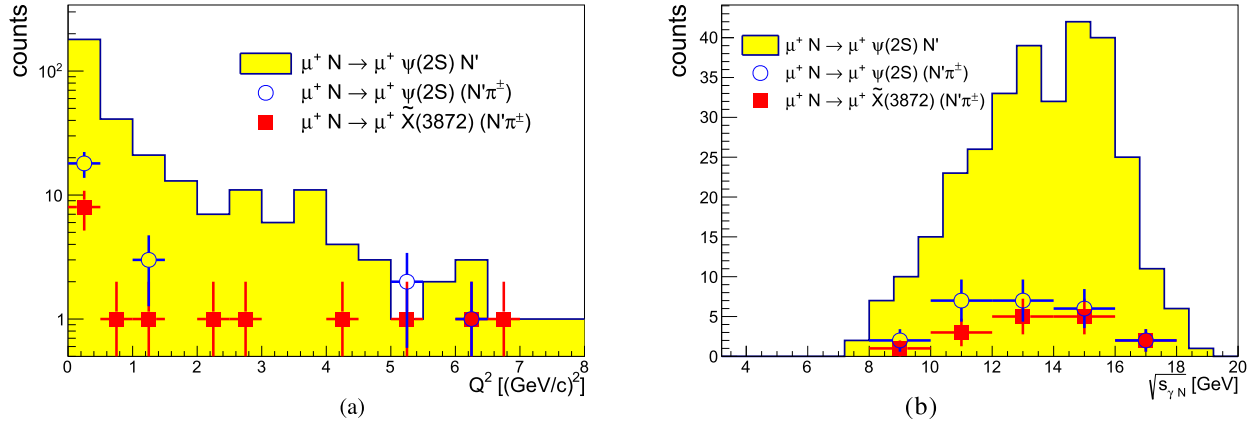 counts
10²
10
1
μ⁺ N → μ⁺ ψ(2S) N'
μ⁺ N → μ⁺ ψ(2S) (N'π±)
μ⁺ N → μ⁺ X̃(3872) (N'π±)
0 1 2 3 4 5 6 7 8
Q² [(GeV/c)²]
(a)
counts
40
35
30
25
20
15
10
5
0
μ⁺ N → μ⁺ ψ(2S) N'
μ⁺ N → μ⁺ ψ(2S) (N'π±)
μ⁺ N → μ⁺ X̃(3872) (N'π±)
4 6 8 10 12 14 16 18 20
√s_γN [GeV]
(b)